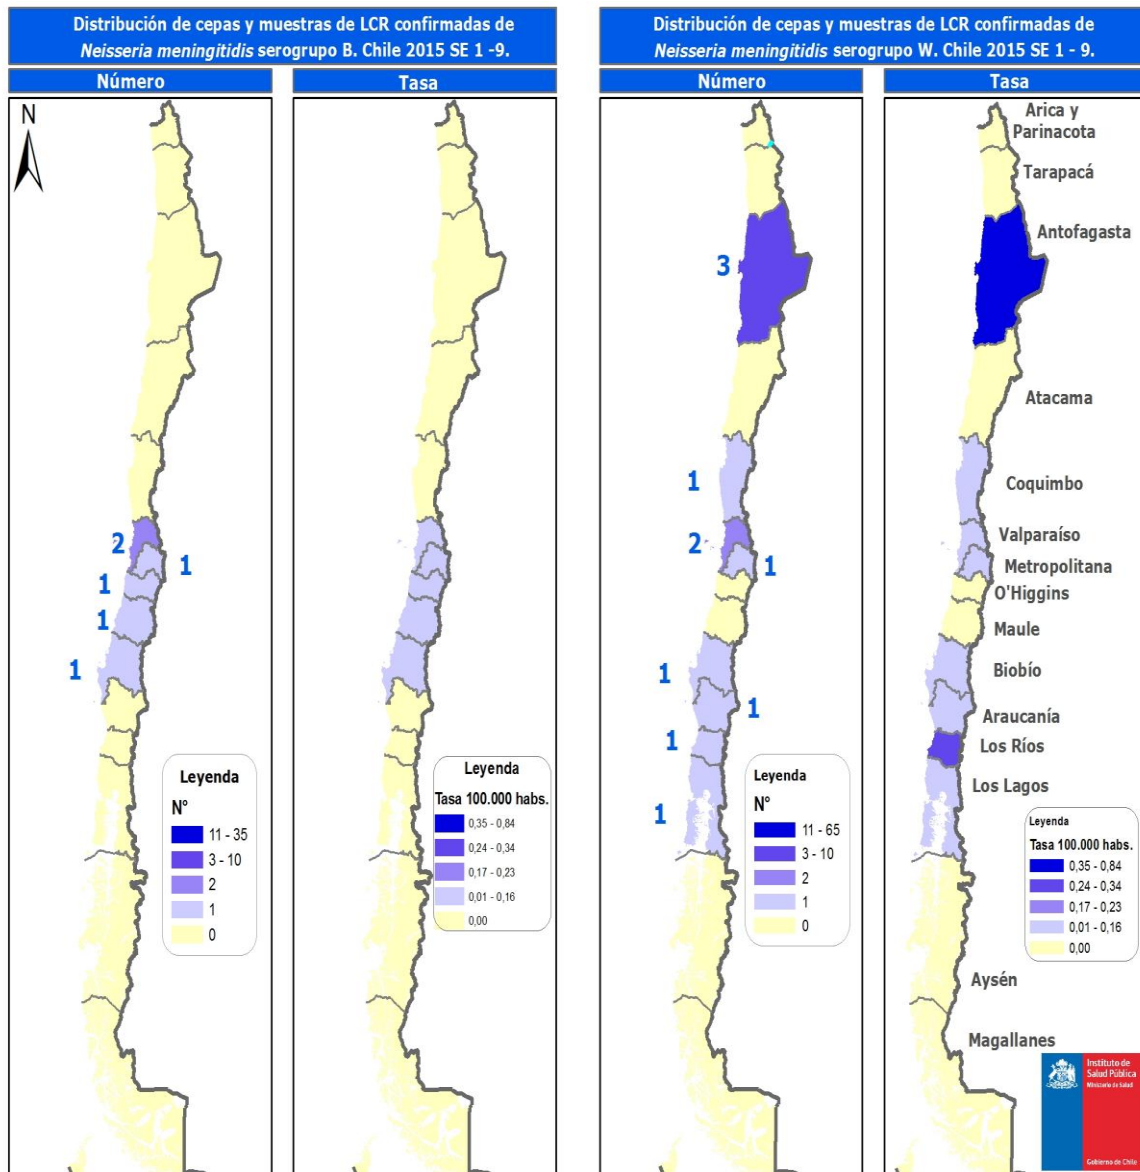 Distribución de cepas y muestras de LCR confirmadas de
Neisseria meningitidis serogrupo B. Chile 2015 SE 1 -9.
Número
Tasa
N
2
1
1
1
1
Leyenda
N°
11 - 35
3 - 10
2
1
0
Leyenda
Tasa 100.000 habs.
0,35 - 0,84
0,24 - 0,34
0,17 - 0,23
0,01 - 0,16
0,00
Distribución de cepas y muestras de LCR confirmadas de
Neisseria meningitidis serogrupo W. Chile 2015 SE 1 - 9.
Número
Tasa
3
1
2
1
1
1
1
1
Leyenda
N°
11 - 65
3 - 10
2
1
0
Arica y
Parinacota
Tarapacá
Antofagasta
Atacama
Coquimbo
Valparaíso
Metropolitana
O'Higgins
Maule
Biobío
Araucanía
Los Ríos
Los Lagos
Aysén
Magallanes
Leyenda
Tasa 100.000 habs.
0,35 - 0,84
0,24 - 0,34
0,17 - 0,23
0,01 - 0,16
0,00
Instituto de
Salud Pública
Ministerio de Salud
Gobierno de Chile